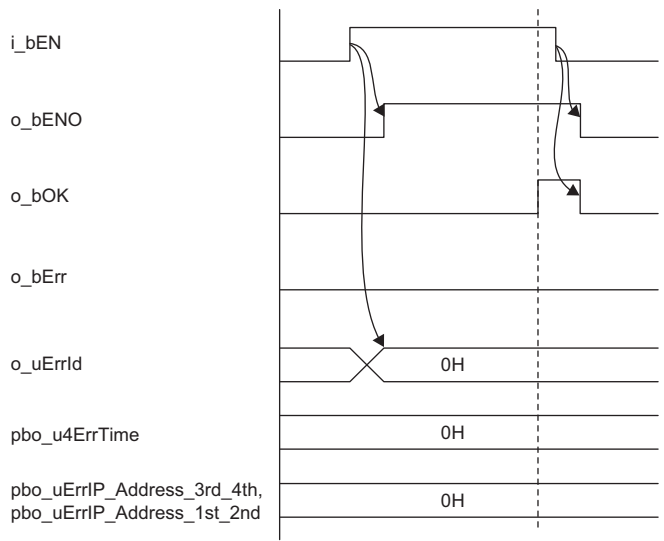 i_bEN
o_bENO
o_bOK
o_bErr
o_uErrId
0H
pbo_u4ErrTime
0H
pbo_uErrIP_Address_3rd_4th,
pbo_uErrIP_Address_1st_2nd
0H